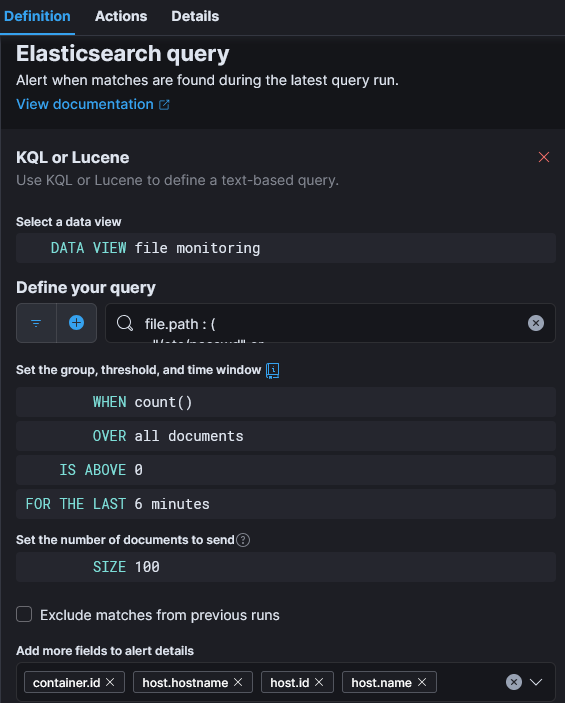 Definition Actions Details
Elasticsearch query
Alert when matches are found during the latest query run.
View documentation
KQL or Lucene
Use KQL or Lucene to define a text-based query.
Select a data view
DATA VIEW file monitoring
Define your query
file.path : (
"/etc/passwd" or
Set the group, threshold, and time window
WHEN count()
OVER all documents
IS ABOVE 0
FOR THE LAST 6 minutes
Set the number of documents to send
SIZE 100
Exclude matches from previous runs
Add more fields to alert details
container.id host.hostname host.id host.name